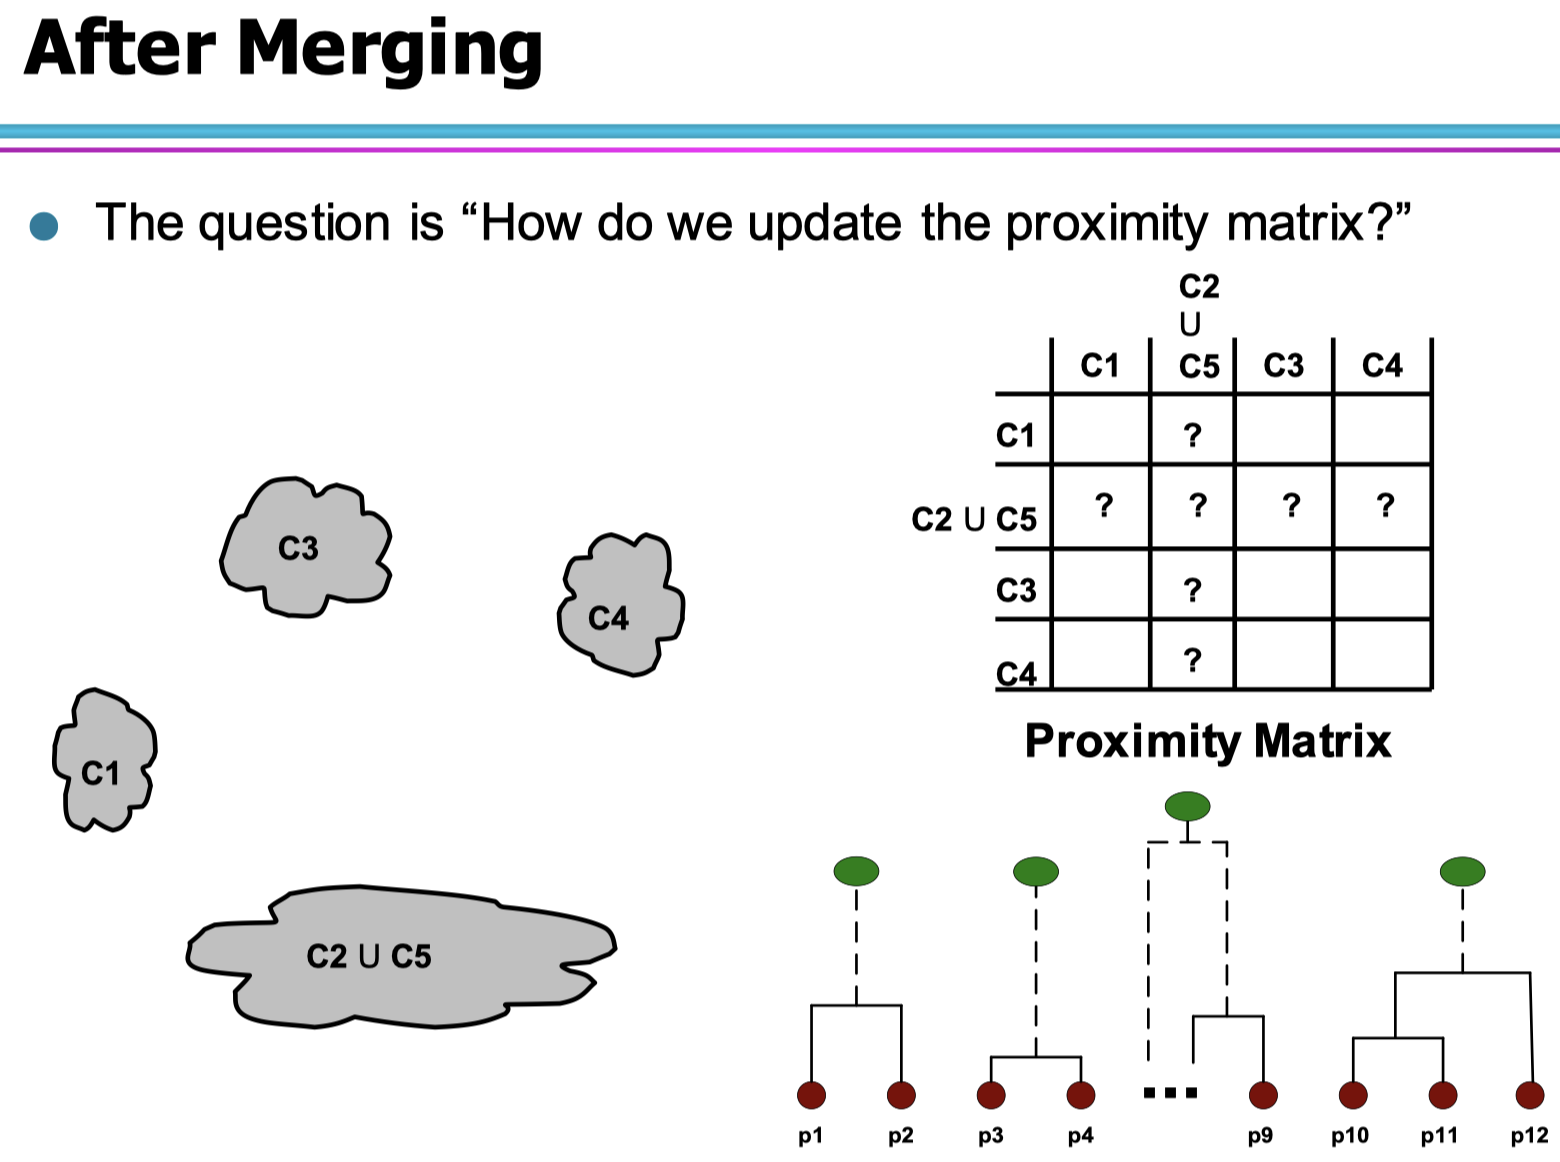 After Merging
The question is “How do we update the proximity matrix?”
C2
U
C1 C5 C3 C4
C1 ?
C2 U C5 ? ? ? ?
C3 ?
C4 ?
Proximity Matrix
C3
C4
C1
C2 U C5
...
p1 p2 p3 p4 p9 p10 p11 p12